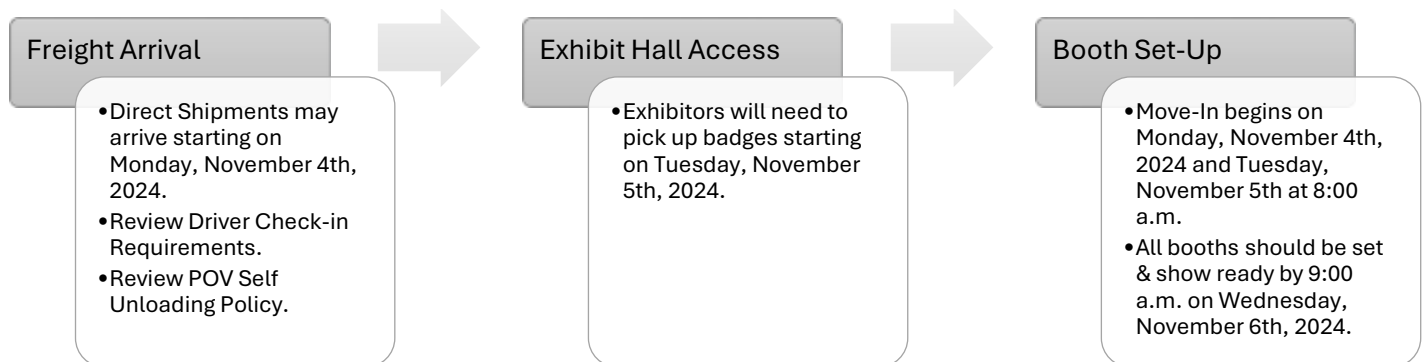 Freight Arrival
•Direct Shipments may
arrive starting on
Monday, November 4th,
2024.
•Review Driver Check-in
Requirements.
•Review POV Self
Unloading Policy.
Exhibit Hall Access
•Exhibitors will need to
pick up badges starting
on Tuesday, November
5th, 2024.
Booth Set-Up
•Move-In begins on
Monday, November 4th,
2024 and Tuesday,
November 5th at 8:00
a.m.
•All booths should be set
& show ready by 9:00
a.m. on Wednesday,
November 6th, 2024.